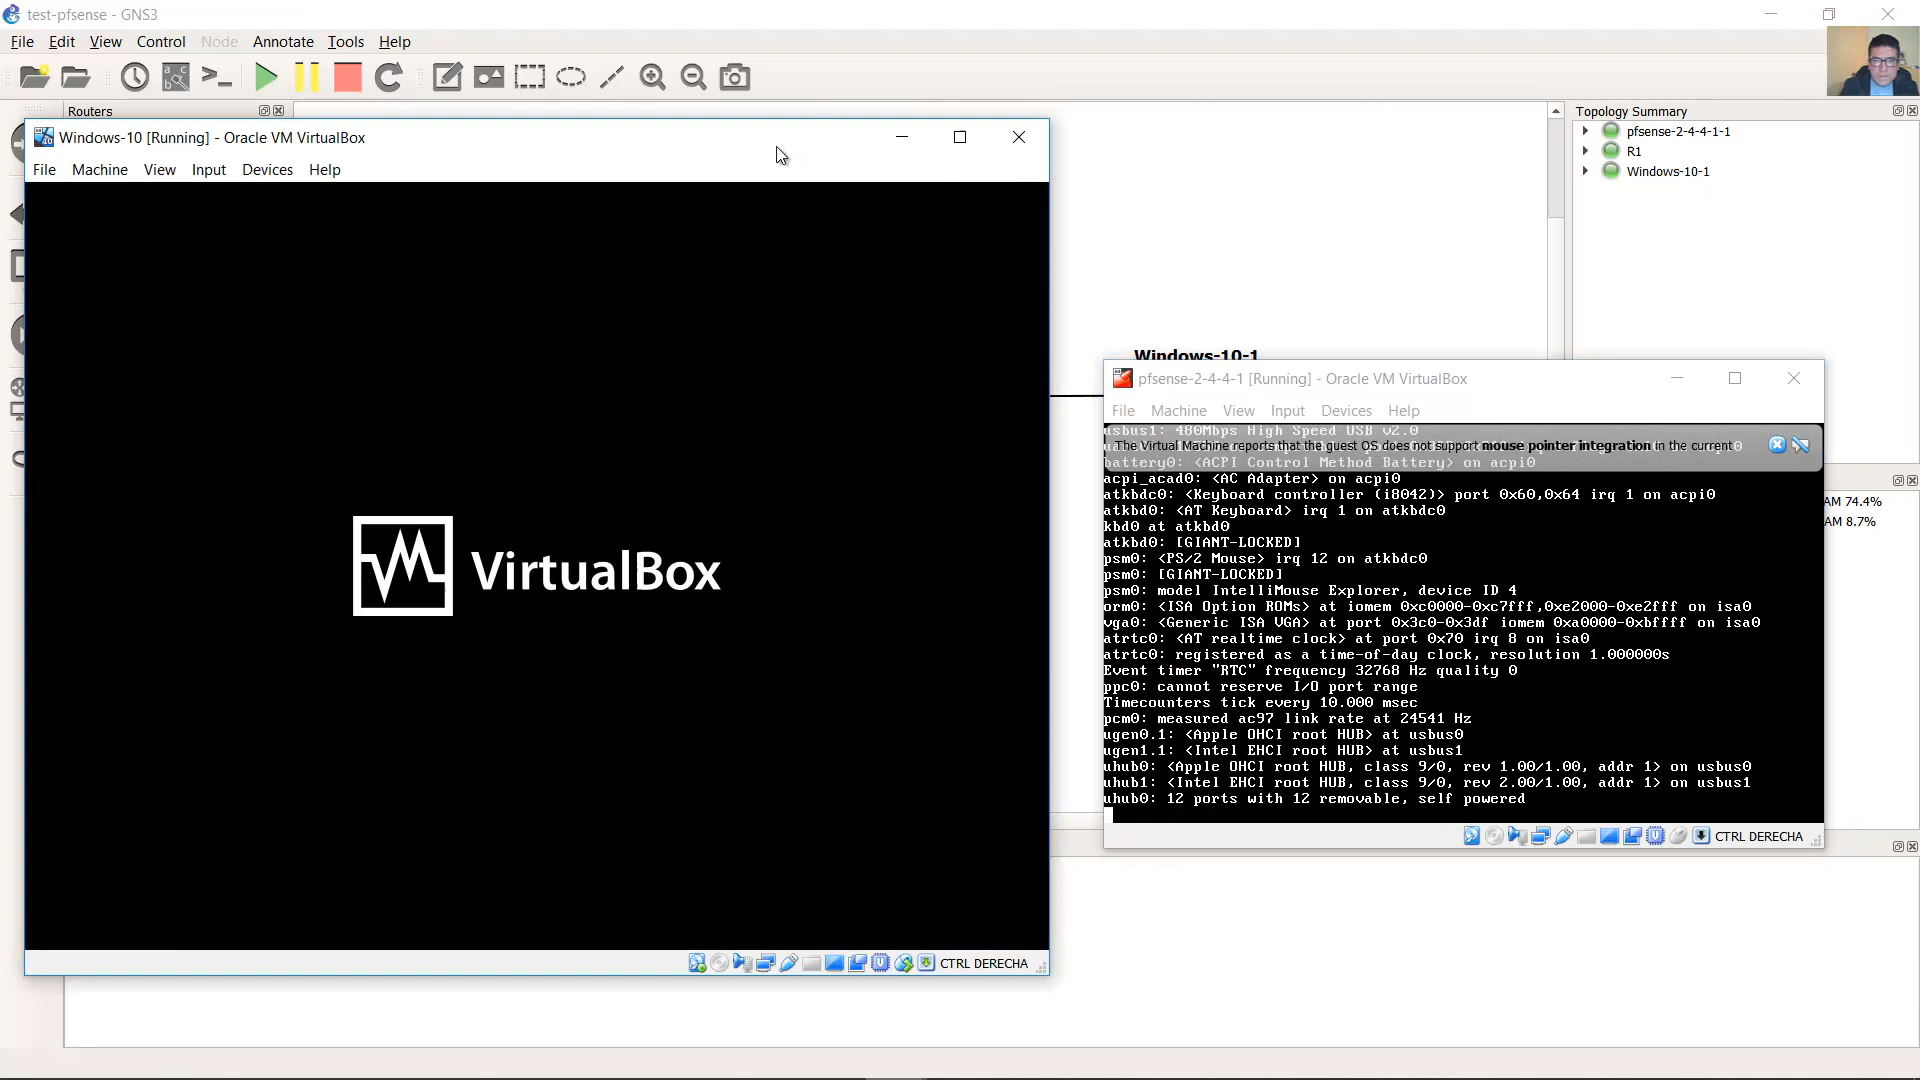 test-pfsense - GNS3
File Edit View Control Node Annotate Tools Help
Routers
Topology Summary
pfsense-2-4-4-1-1
R1
Windows-10-1
Windows-10 [Running] - Oracle VM VirtualBox
File Machine View Input Devices Help
VirtualBox
CTRL DERECHA
Windows-10-1
pfsense-2-4-4-1 [Running] - Oracle VM VirtualBox
File Machine View Input Devices Help
usbus1: 480Mbps High Speed USB v2.0
The Virtual Machine reports that the guest OS does not support mouse pointer integration in the current
battery0: <ACPI Control Method Battery> on acpi0
acpi_acad0: <AC Adapter> on acpi0
atkbdc0: <Keyboard controller (i8042)> port 0x60,0x64 irq 1 on acpi0
atkbd0: <AT Keyboard> irq 1 on atkbdc0
kbd0 at atkbd0
atkbd0: [GIANT-LOCKED]
psm0: <PS/2 Mouse> irq 12 on atkbdc0
psm0: [GIANT-LOCKED]
psm0: model IntelliMouse Explorer, device ID 4
orm0: <ISA Option ROMs> at iomem 0xc0000-0xc7fff,0xe2000-0xe2fff on isa0
vga0: <Generic ISA VGA> at port 0x3c0-0x3df iomem 0xa0000-0xbffff on isa0
atrtc0: <AT realtime clock> at port 0x70 irq 8 on isa0
atrtc0: registered as a time-of-day clock, resolution 1.000000s
Event timer "RTC" frequency 32768 Hz quality 0
ppc0: cannot reserve I/O port range
Timecounters tick every 10.000 msec
pcm0: measured ac97 link rate at 24541 Hz
ugen0.1: <Apple OHCI root HUB> at usbus0
ugen1.1: <Intel EHCI root HUB> at usbus1
uhub0: <Apple OHCI root HUB, class 9/0, rev 1.00/1.00, addr 1> on usbus0
uhub1: <Intel EHCI root HUB, class 9/0, rev 2.00/1.00, addr 1> on usbus1
uhub0: 12 ports with 12 removable, self powered
CTRL DERECHA
AM 74.4%
AM 8.7%